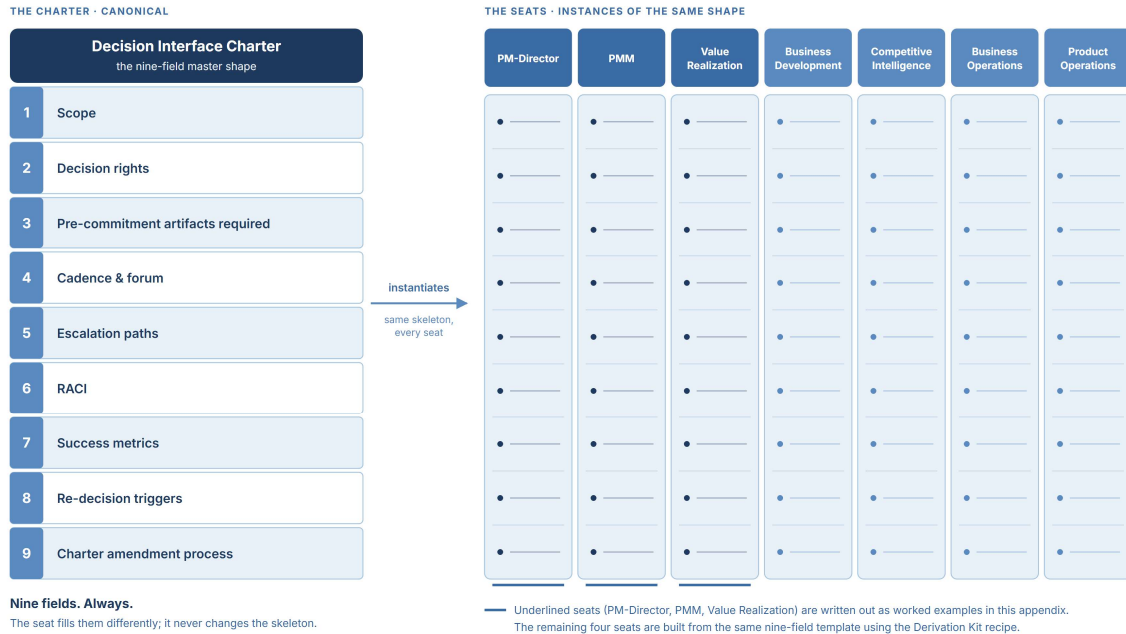 THE CHARTER · CANONICAL
Decision Interface Charter
the nine-field master shape
1 Scope
2 Decision rights
3 Pre-commitment artifacts required
4 Cadence & forum
5 Escalation paths
6 RACI
7 Success metrics
8 Re-decision triggers
9 Charter amendment process
Nine fields. Always.
The seat fills them differently; it never changes the skeleton.
instantiates
same skeleton,
every seat
THE SEATS · INSTANCES OF THE SAME SHAPE
PM-Director
PMM
Value
Realization
Business
Development
Competitive
Intelligence
Business
Operations
Product
Operations
Underlined seats (PM-Director, PMM, Value Realization) are written out as worked examples in this appendix.
The remaining four seats are built from the same nine-field template using the Derivation Kit recipe.